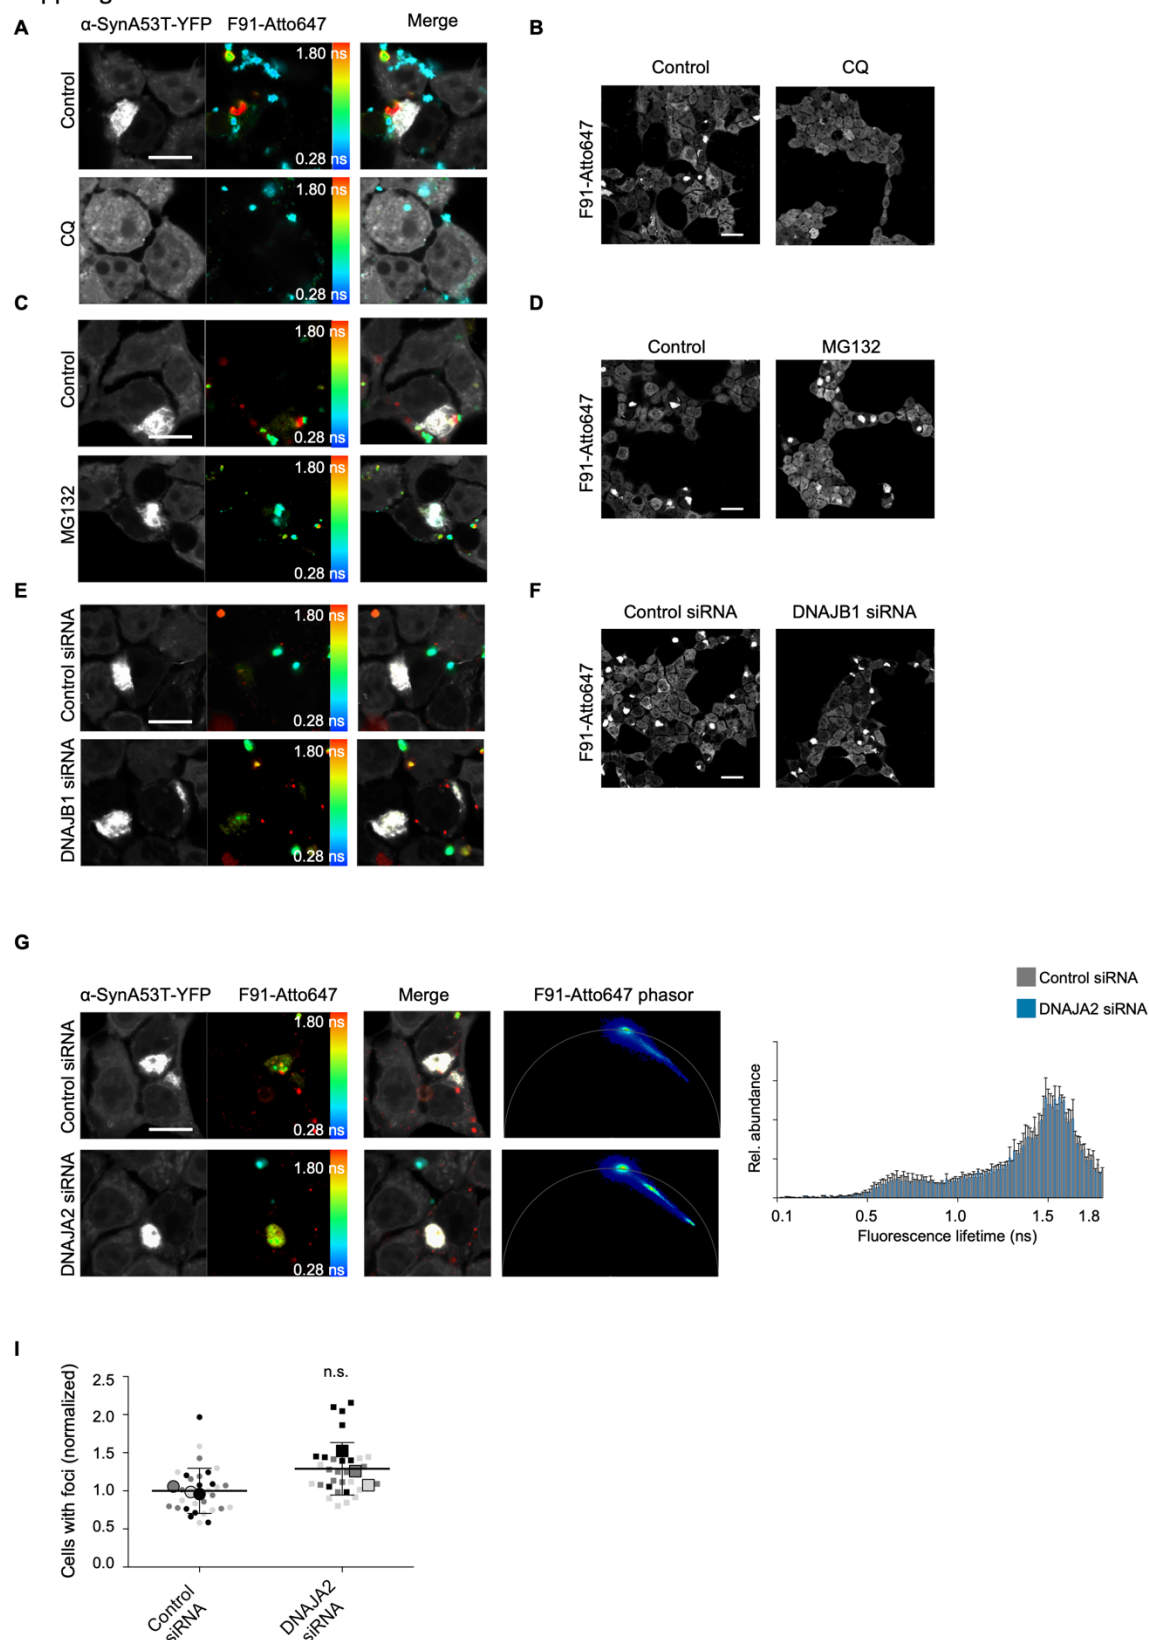 A
α-SynA53T-YFP F91-Atto647 Merge
Control
1.80 ns
0.28 ns
CQ
1.80 ns
0.28 ns
B
Control CQ
F91-Atto647
C
Control
1.80 ns
0.28 ns
MG132
1.80 ns
0.28 ns
D
Control MG132
F91-Atto647
E
Control siRNA
1.80 ns
0.28 ns
DNAJB1 siRNA
1.80 ns
0.28 ns
F
Control siRNA DNAJB1 siRNA
F91-Atto647
G
α-SynA53T-YFP F91-Atto647 Merge F91-Atto647 phasor
Control siRNA
1.80 ns
0.28 ns
DNAJA2 siRNA
1.80 ns
0.28 ns
Control siRNA
DNAJA2 siRNA
Rel. abundance
0.1 0.5 1.0 1.5 1.8
Fluorescence lifetime (ns)
I
n.s.
Cells with foci (normalized)
2.5
2.0
1.5
1.0
0.5
0.0
Control
siRNA
DNAJA2
siRNA